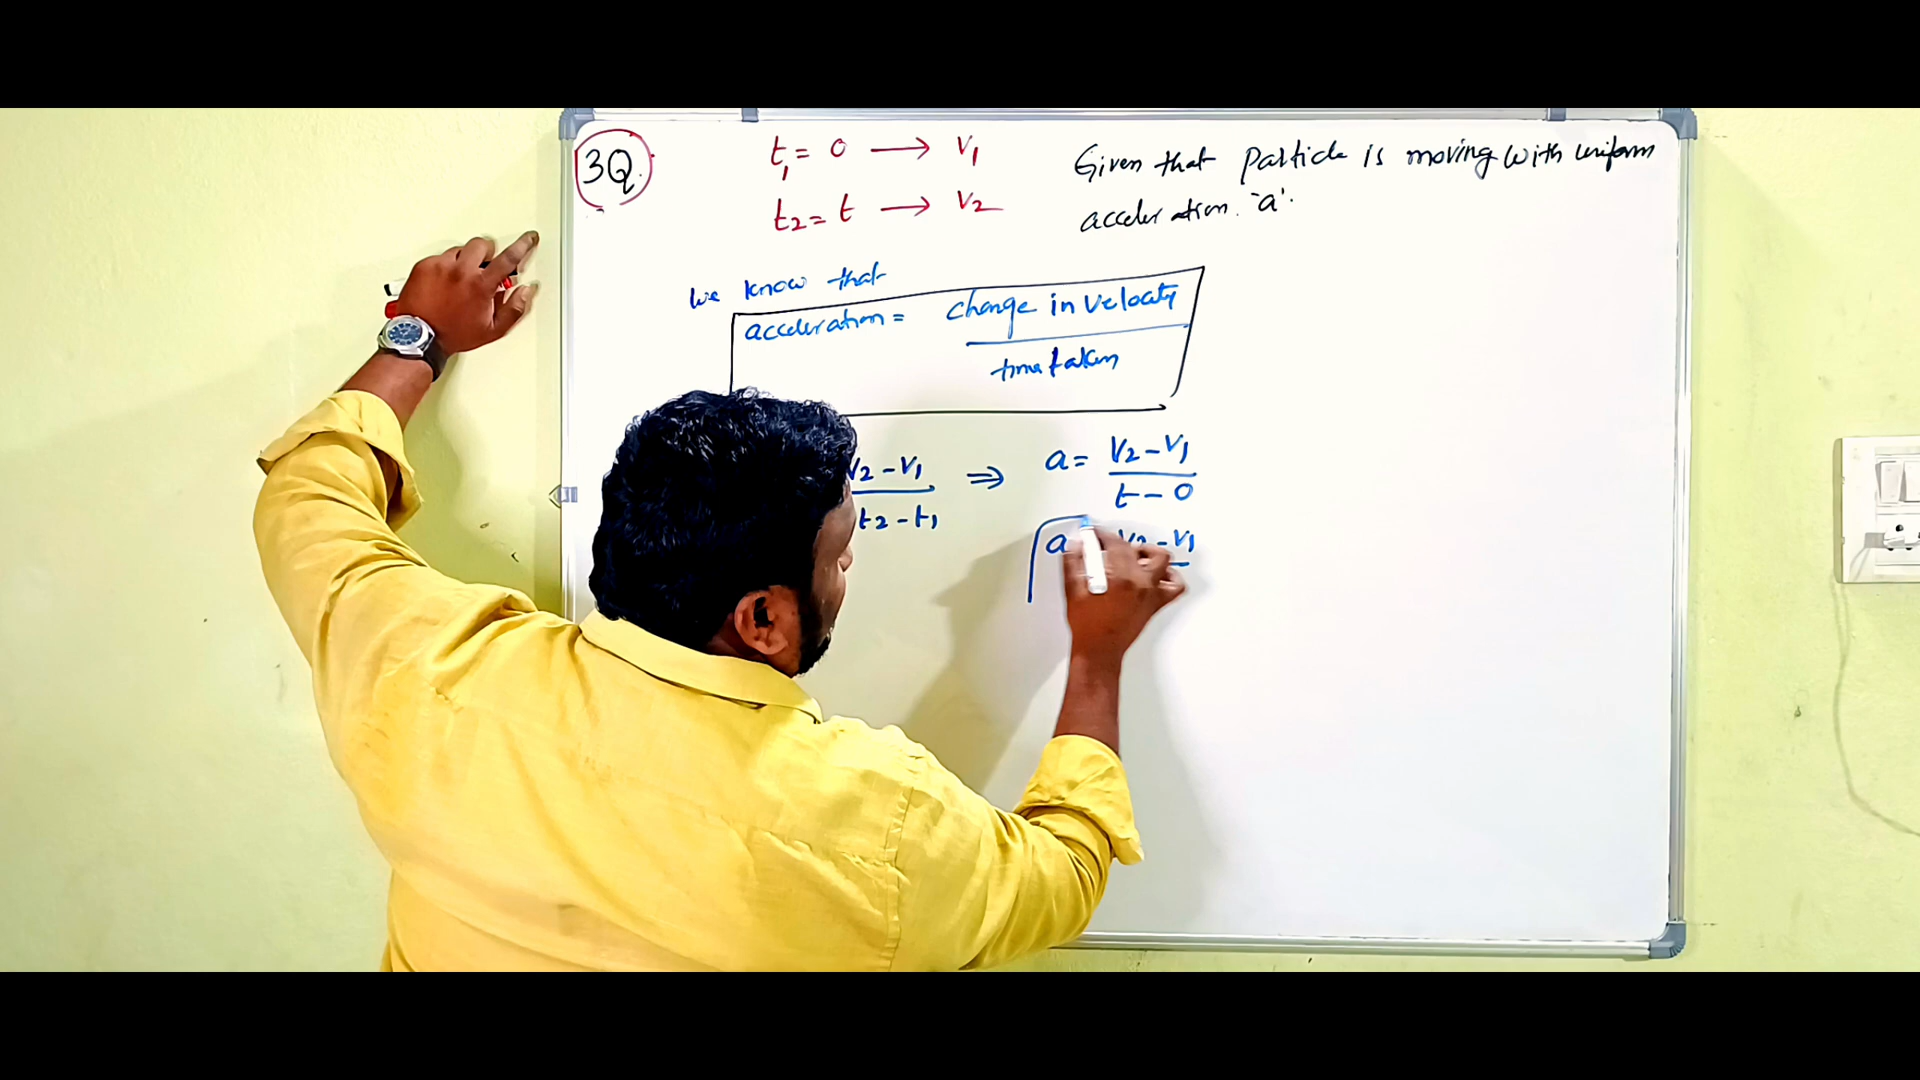 3Q.
t₁ = 0 → V₁
t₂ = t → V₂
Given that particle is moving with uniform
acceleration 'a'.
we know that
acceleration = change in velocity
time taken
V₂ - V₁
t₂ - t₁
⇒ a = V₂ - V₁
t - 0
a V₂ - V₁